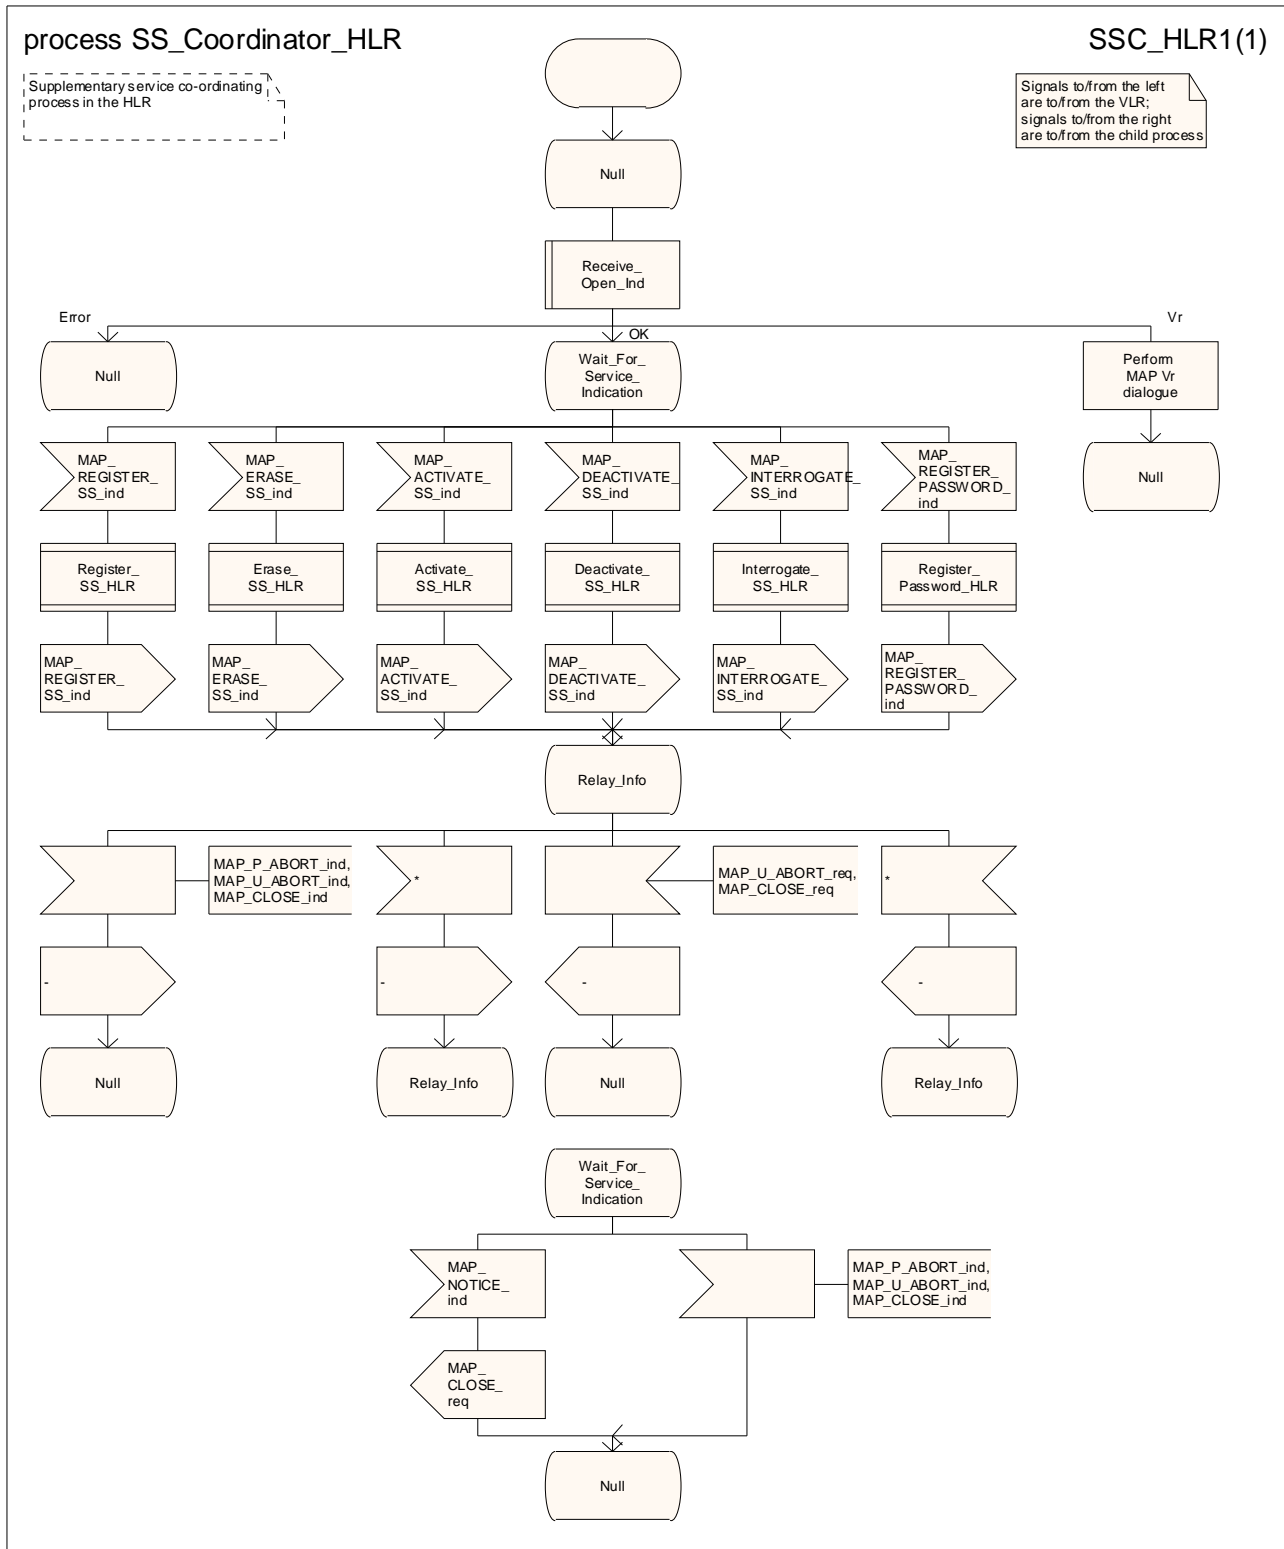 process SS_Coordinator_HLR
SSC_HLR1(1)
Supplementary service co-ordinating
process in the HLR
Signals to/from the left
are to/from the VLR;
signals to/from the right
are to/from the child process
Null
Receive_
Open_Ind
Error
OK
Vr
Null
Wait_For_
Service_
Indication
Perform
MAP Vr
dialogue
Null
MAP_
REGISTER_
SS_ind
MAP_
ERASE_
SS_ind
MAP_
ACTIVATE_
SS_ind
MAP_
DEACTIVATE_
SS_ind
MAP_
INTERROGATE_
SS_ind
MAP_
REGISTER_
PASSWORD_
ind
Register_
SS_HLR
Erase_
SS_HLR
Activate_
SS_HLR
Deactivate_
SS_HLR
Interrogate_
SS_HLR
Register_
Password_HLR
MAP_
REGISTER_
SS_ind
MAP_
ERASE_
SS_ind
MAP_
ACTIVATE_
SS_ind
MAP_
DEACTIVATE_
SS_ind
MAP_
INTERROGATE_
SS_ind
MAP_
REGISTER_
PASSWORD_
ind
Relay_Info
MAP_P_ABORT_ind,
MAP_U_ABORT_ind,
MAP_CLOSE_ind
*
MAP_U_ABORT_req,
MAP_CLOSE_req
*
-
-
-
-
Null
Relay_Info
Null
Relay_Info
Wait_For_
Service_
Indication
MAP_
NOTICE_
ind
MAP_P_ABORT_ind,
MAP_U_ABORT_ind,
MAP_CLOSE_ind
MAP_
CLOSE_
req
Null